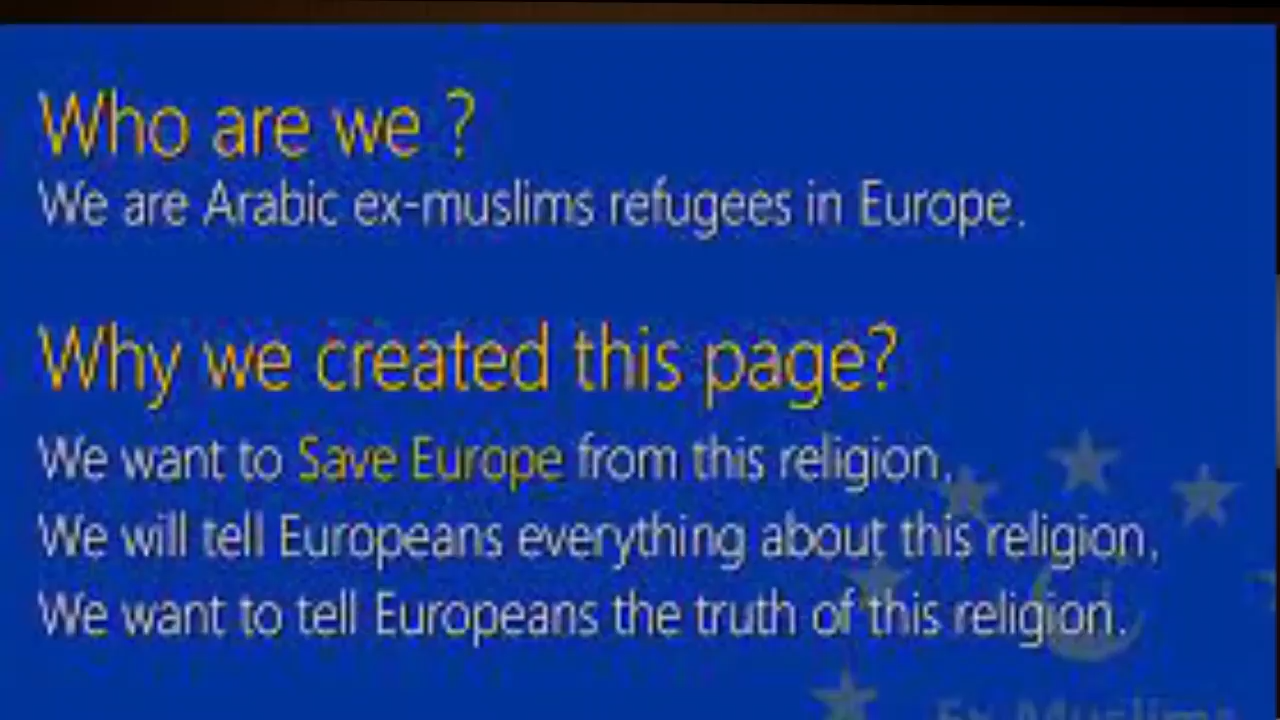 Who are we ?
We are Arabic ex-muslims refugees in Europe.
Why we created this page?
We want to Save Europe from this religion,
We will tell Europeans everything about this religion,
We want to tell Europeans the truth of this religion.
Ex-Muslims